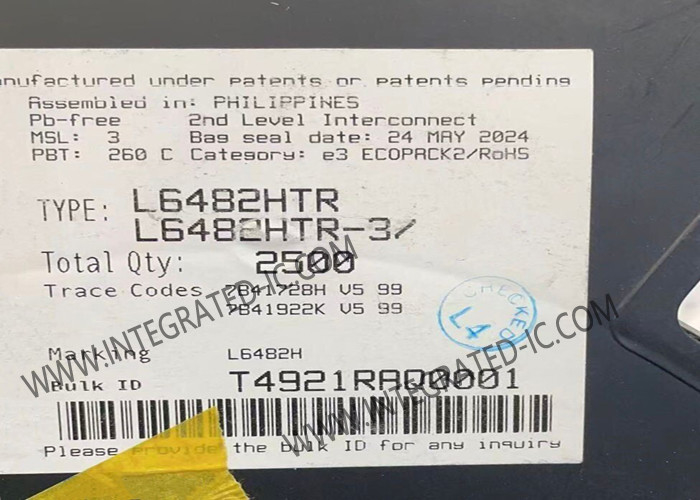 nufactured under patents or patents pending
Assembled in: PHILIPPINES
Pb-free 2nd Level Interconnect
MSL: 3 Bag seal date: 24 MAY 2024
PBT: 260 C Category: e3 ECOPACK2/RoHS
TYPE: L6482HTR
L6482HTR-3/
Total Qty: 2500
Trace Codes 7B41728H V5 99
7B41922K V5 99
CHECKED
L4
Marking L6482H
Bulk ID T4921RAQ0001
Please provide the bulk ID for any inquiry
WWW.INTEGRATED-IC.COM
WWW.INTEGRATED-IC.COM